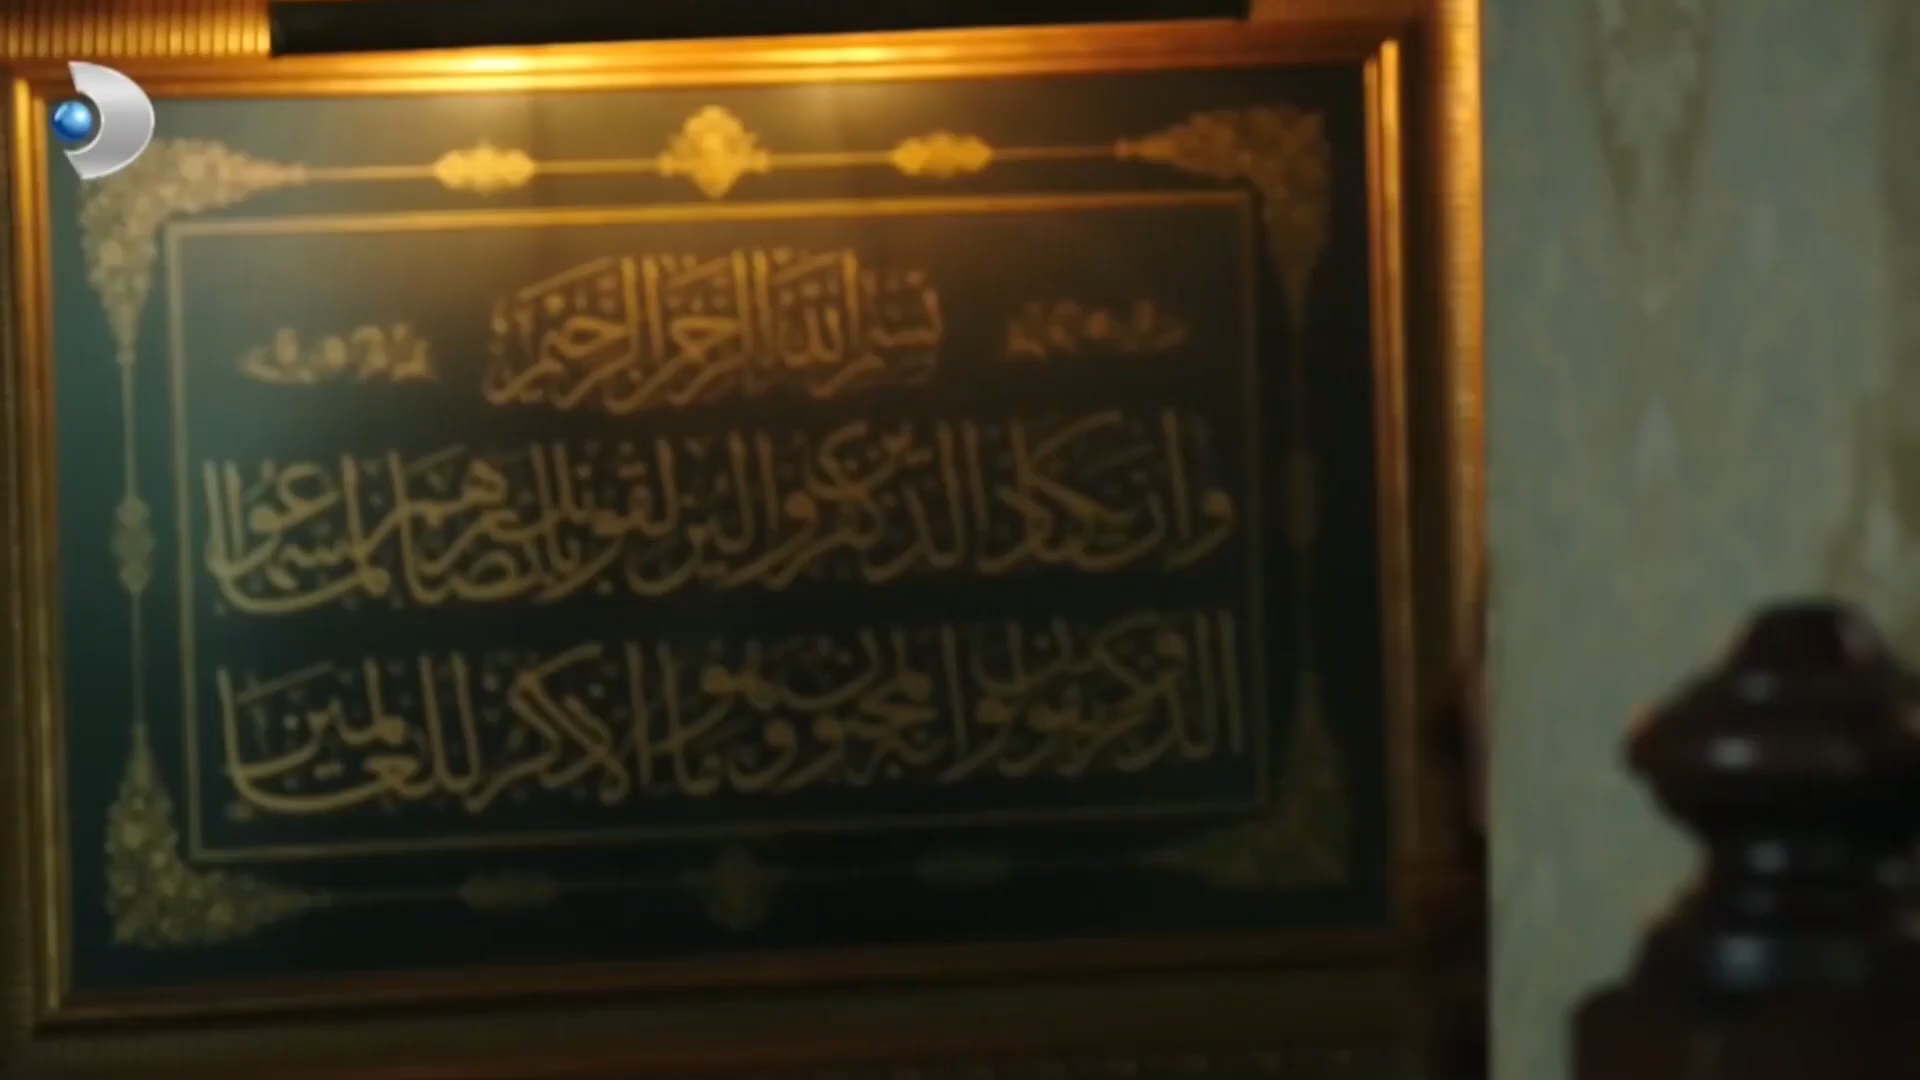 بسم الله الرحمن الرحيم
وان يكاد الذين كفروا ليزلقونك بابصارهم لما سمعوا
الذكر ويقولون انه لمجنون وما هو الا ذكر للعالمين